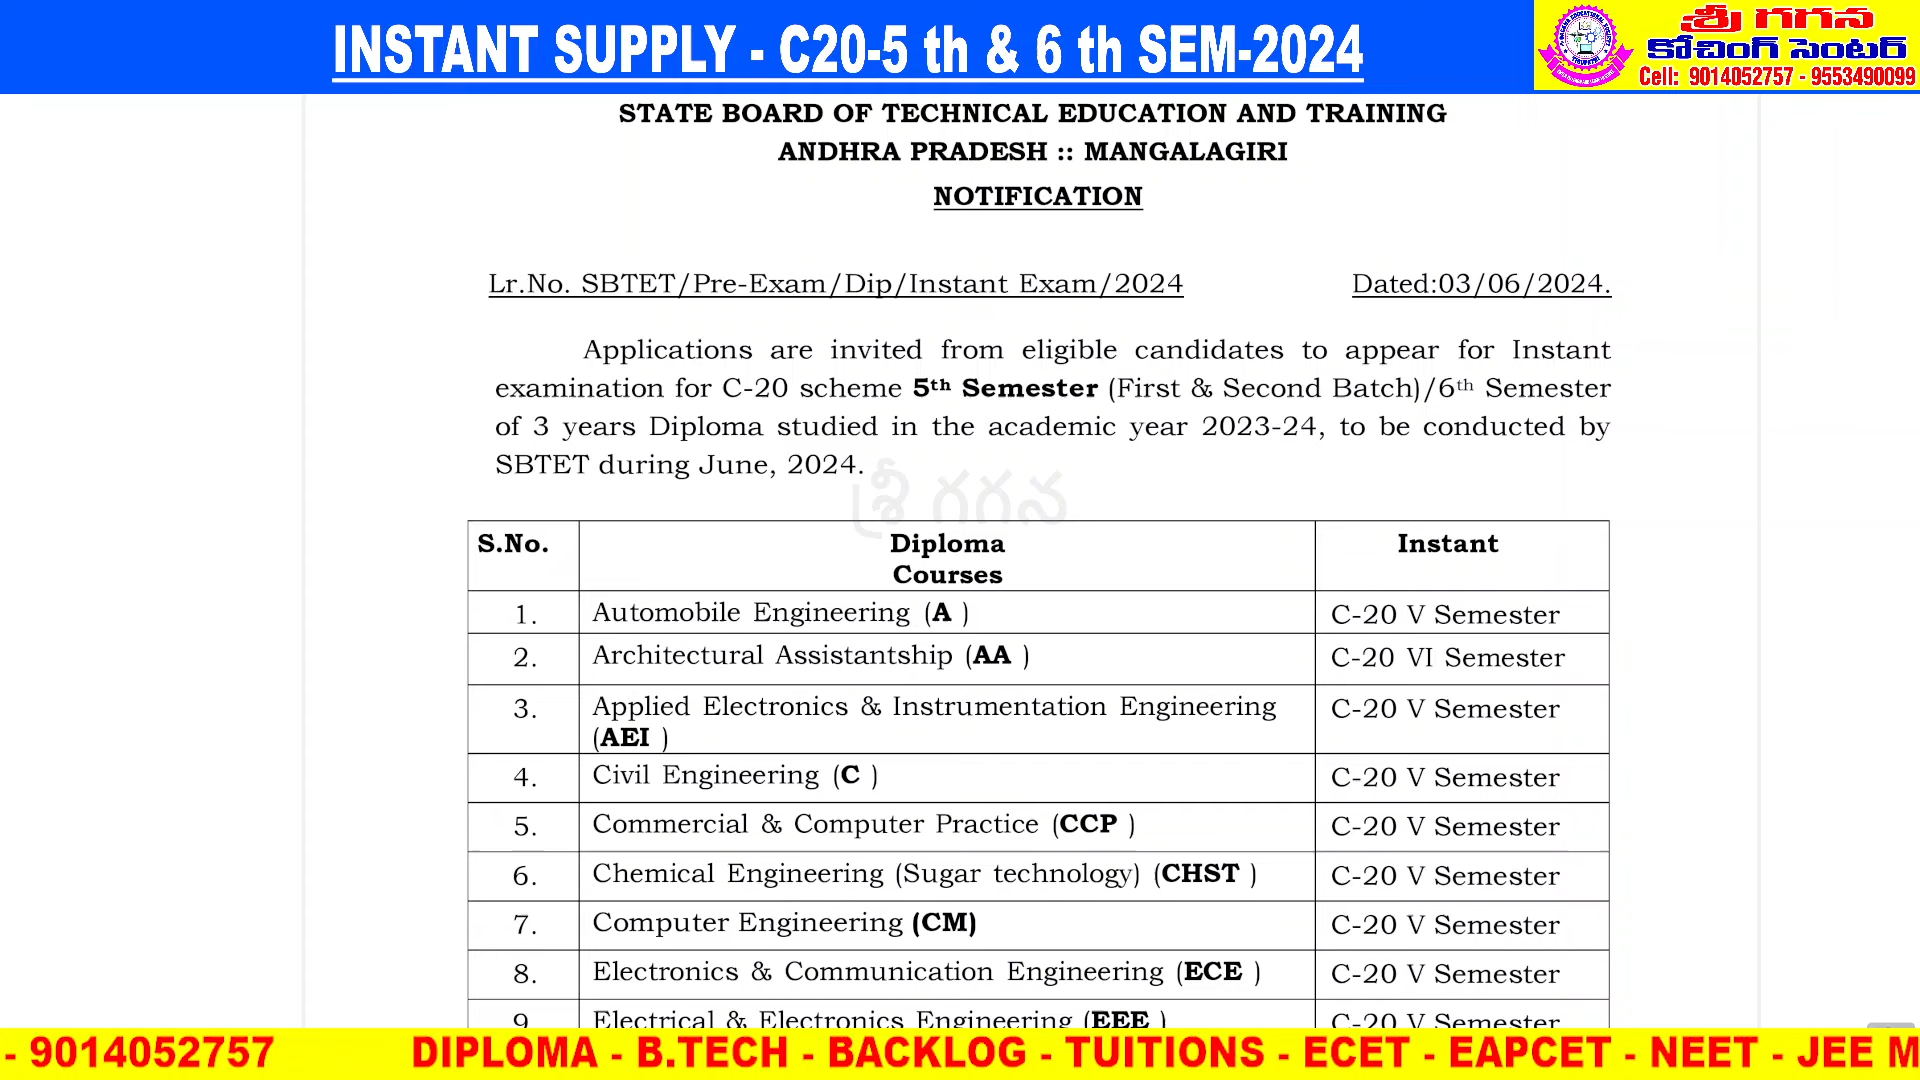 INSTANT SUPPLY - C20-5 th & 6 th SEM-2024
శ్రీ గగన
కోచింగ్ సెంటర్
Cell: 9014052757 - 9553490099
STATE BOARD OF TECHNICAL EDUCATION AND TRAINING
ANDHRA PRADESH :: MANGALAGIRI
NOTIFICATION
Lr.No. SBTET/Pre-Exam/Dip/Instant Exam/2024 Dated:03/06/2024.
Applications are invited from eligible candidates to appear for Instant
examination for C-20 scheme 5th Semester (First & Second Batch)/6th Semester
of 3 years Diploma studied in the academic year 2023-24, to be conducted by
SBTET during June, 2024.
శ్రీ గగన
S.No. Diploma Courses Instant
1. Automobile Engineering (A ) C-20 V Semester
2. Architectural Assistantship (AA ) C-20 VI Semester
3. Applied Electronics & Instrumentation Engineering (AEI ) C-20 V Semester
4. Civil Engineering (C ) C-20 V Semester
5. Commercial & Computer Practice (CCP ) C-20 V Semester
6. Chemical Engineering (Sugar technology) (CHST ) C-20 V Semester
7. Computer Engineering (CM) C-20 V Semester
8. Electronics & Communication Engineering (ECE ) C-20 V Semester
9 Electrical & Electronics Engineering (EEE ) C-20 V Semester
- 9014052757 DIPLOMA - B.TECH - BACKLOG - TUITIONS - ECET - EAPCET - NEET - JEE M